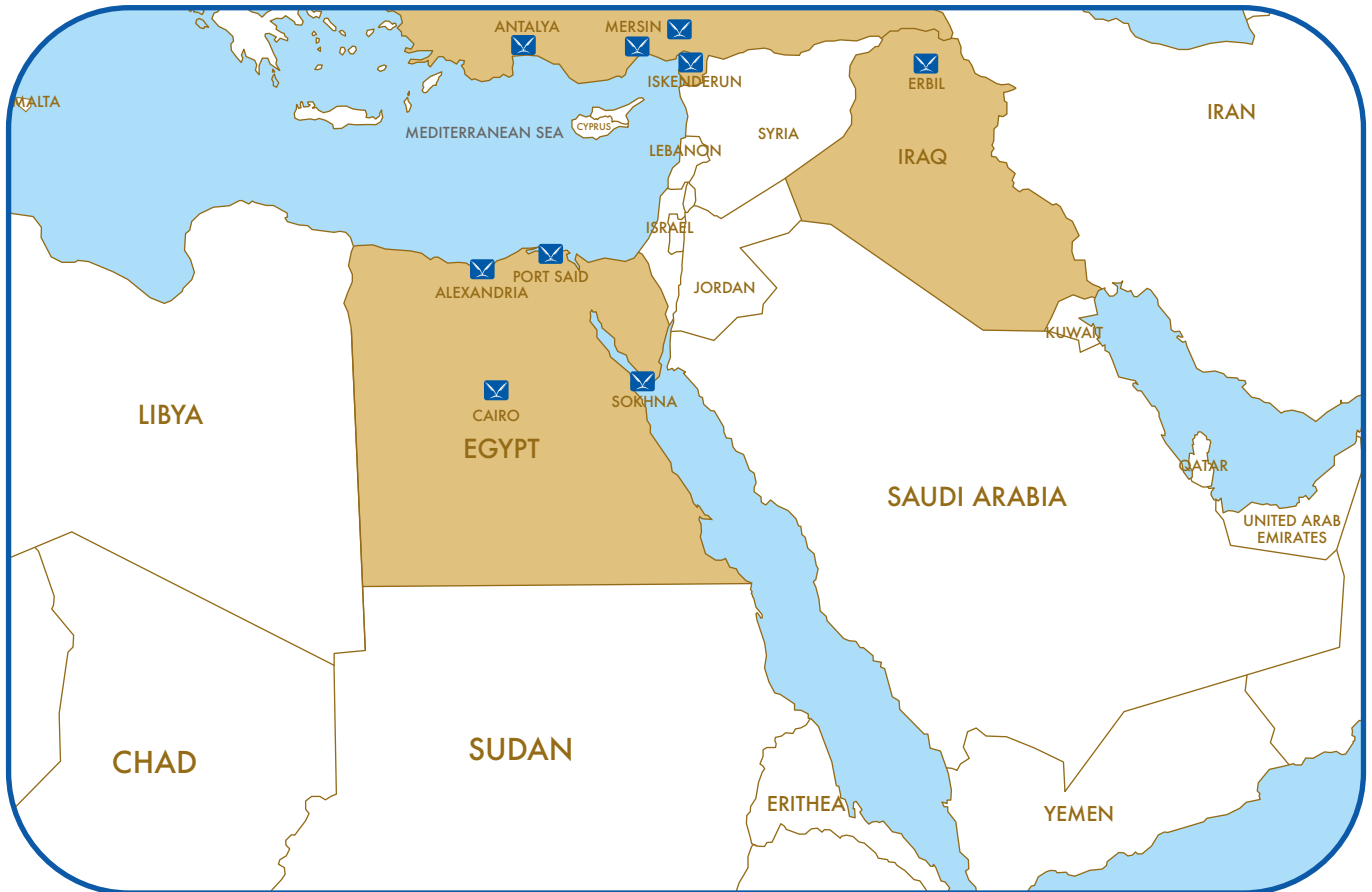 ANTALYA
MERSIN
ISKENDERUN
ERBIL
MALTA
IRAN
MEDITERRANEAN SEA
CYPRUS
SYRIA
LEBANON
IRAQ
ISRAEL
PORT SAID
ALEXANDRIA
JORDAN
KUWAIT
SOKHNA
CAIRO
LIBYA
EGYPT
QATAR
SAUDI ARABIA
UNITED ARAB
EMIRATES
SUDAN
CHAD
ERITHEA
YEMEN